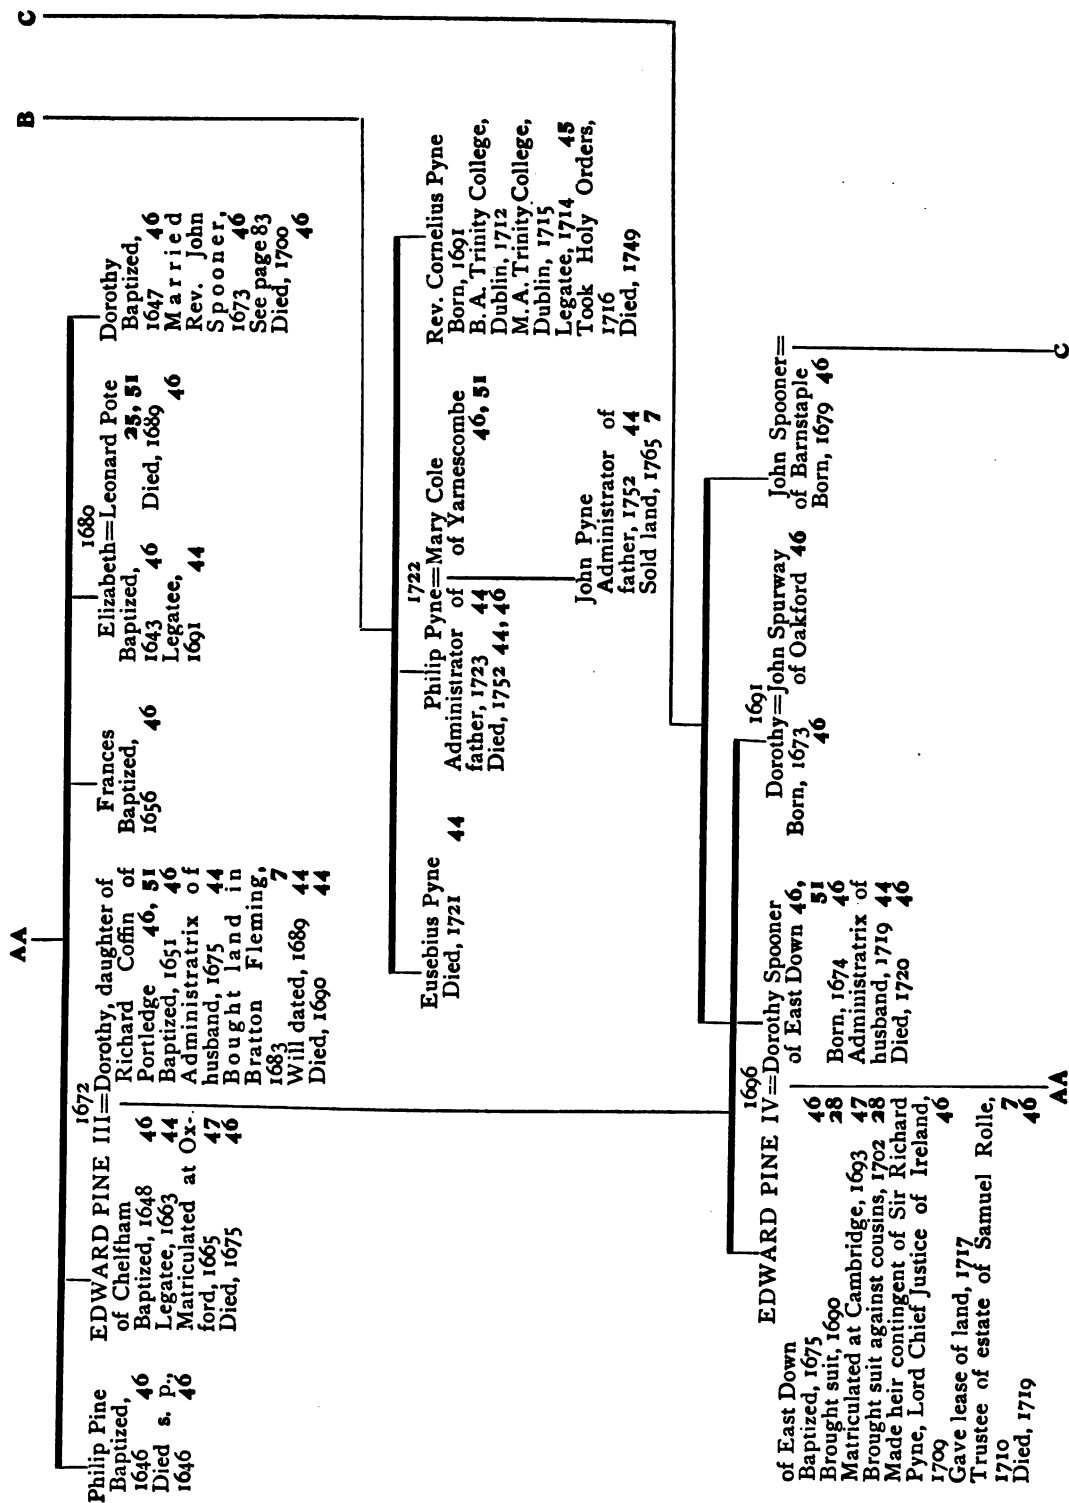 AA
B
C
Philip Pine
Baptized,
1646 46
Died s. p.,
1646 46
1672
EDWARD PINE III=Dorothy, daughter of
of Chelfham
Baptized, 1648 46
Legatee, 1663 44
Matriculated at Ox-
ford, 1665 47
Died, 1675 46
Richard Coffin of
Portledge 46, 51
Baptized, 1651 46
Administratrix of
husband, 1675 44
Bought land in
Bratton Fleming,
1683 7
Will dated, 1689 44
Died, 1690 44
Frances
Baptized,
1656 46
1680
Elizabeth=Leonard Pote
Baptized,
1643 46
Legatee,
1691 44
25, 51
Died, 1689
46
Dorothy
Baptized,
1647 46
Married
Rev. John
Spooner,
1673 46
See page 83
Died, 1700
46
Eusebius Pyne
Died, 1721 44
1722
Philip Pyne=Mary Cole
Administrator of
father, 1723 44
Died, 1752 44, 46
of Yarnescombe
46, 51
Rev. Cornelius Pyne
Born, 1691
B. A. Trinity College,
Dublin, 1712
M. A. Trinity College,
Dublin, 1715
Legatee, 1714 45
Took Holy Orders,
1716
Died, 1749
John Pyne
Administrator of
father, 1752 44
Sold land, 1765 7
1696
EDWARD PINE IV=Dorothy Spooner
of East Down
Baptized, 1675 46
Brought suit, 1690 28
Matriculated at Cambridge, 1693 47
Brought suit against cousins, 1702 28
Made heir contingent of Sir Richard
Pyne, Lord Chief Justice of Ireland,
1709 46
Gave lease of land, 1717
Trustee of estate of Samuel Rolle,
1710 7
Died, 1719 46
of East Down 46,
51
Born, 1674 46
Administratrix of
husband, 1719 44
Died, 1720 46
1691
Dorothy=John Spurway
Born, 1673
46
of Oakford 46
John Spooner=
of Barnstaple
Born, 1679 46
AA
C